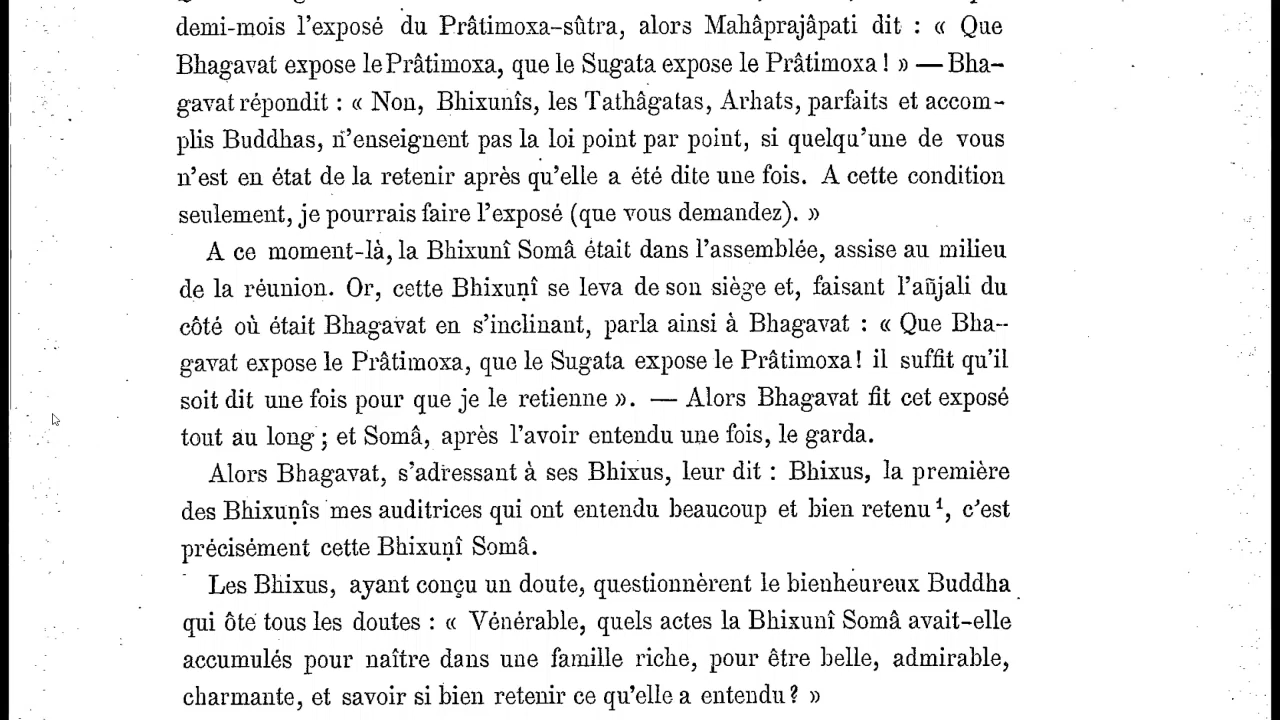 demi-mois l'exposé du Prâtimoxa-sûtra, alors Mahâprajâpati dit : « Que
Bhagavat expose le Prâtimoxa, que le Sugata expose le Prâtimoxa ! » — Bha-
gavat répondit : « Non, Bhixunîs, les Tathâgatas, Arhats, parfaits et accom-
plis Buddhas, n'enseignent pas la loi point par point, si quelqu'une de vous
n'est en état de la retenir après qu'elle a été dite une fois. A cette condition
seulement, je pourrais faire l'exposé (que vous demandez). »
A ce moment-là, la Bhixunî Somâ était dans l'assemblée, assise au milieu
de la réunion. Or, cette Bhixuṇî se leva de son siège et, faisant l'añjali du
côté où était Bhagavat en s'inclinant, parla ainsi à Bhagavat : « Que Bha-
gavat expose le Prâtimoxa, que le Sugata expose le Prâtimoxa ! il suffit qu'il
soit dit une fois pour que je le retienne ». — Alors Bhagavat fit cet exposé
tout au long ; et Somâ, après l'avoir entendu une fois, le garda.
Alors Bhagavat, s'adressant à ses Bhixus, leur dit : Bhixus, la première
des Bhixuṇîs mes auditrices qui ont entendu beaucoup et bien retenu ¹, c'est
précisément cette Bhixuṇî Somâ.
Les Bhixus, ayant conçu un doute, questionnèrent le bienheureux Buddha
qui ôte tous les doutes : « Vénérable, quels actes la Bhixunî Somâ avait-elle
accumulés pour naître dans une famille riche, pour être belle, admirable,
charmante, et savoir si bien retenir ce qu'elle a entendu ? »